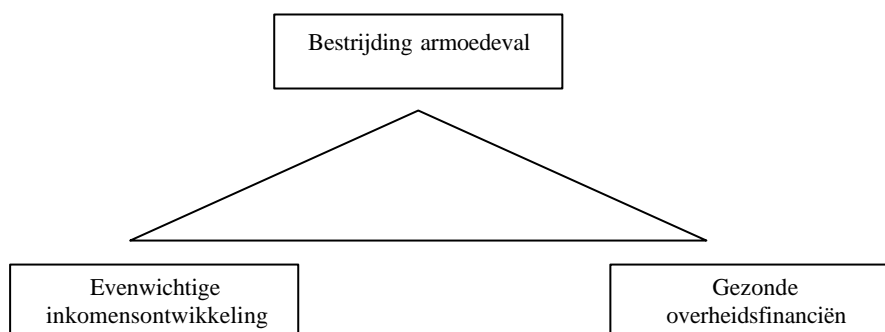 Bestrijding armoedeval
Evenwichtige
inkomensontwikkeling
Gezonde
overheidsfinanciën